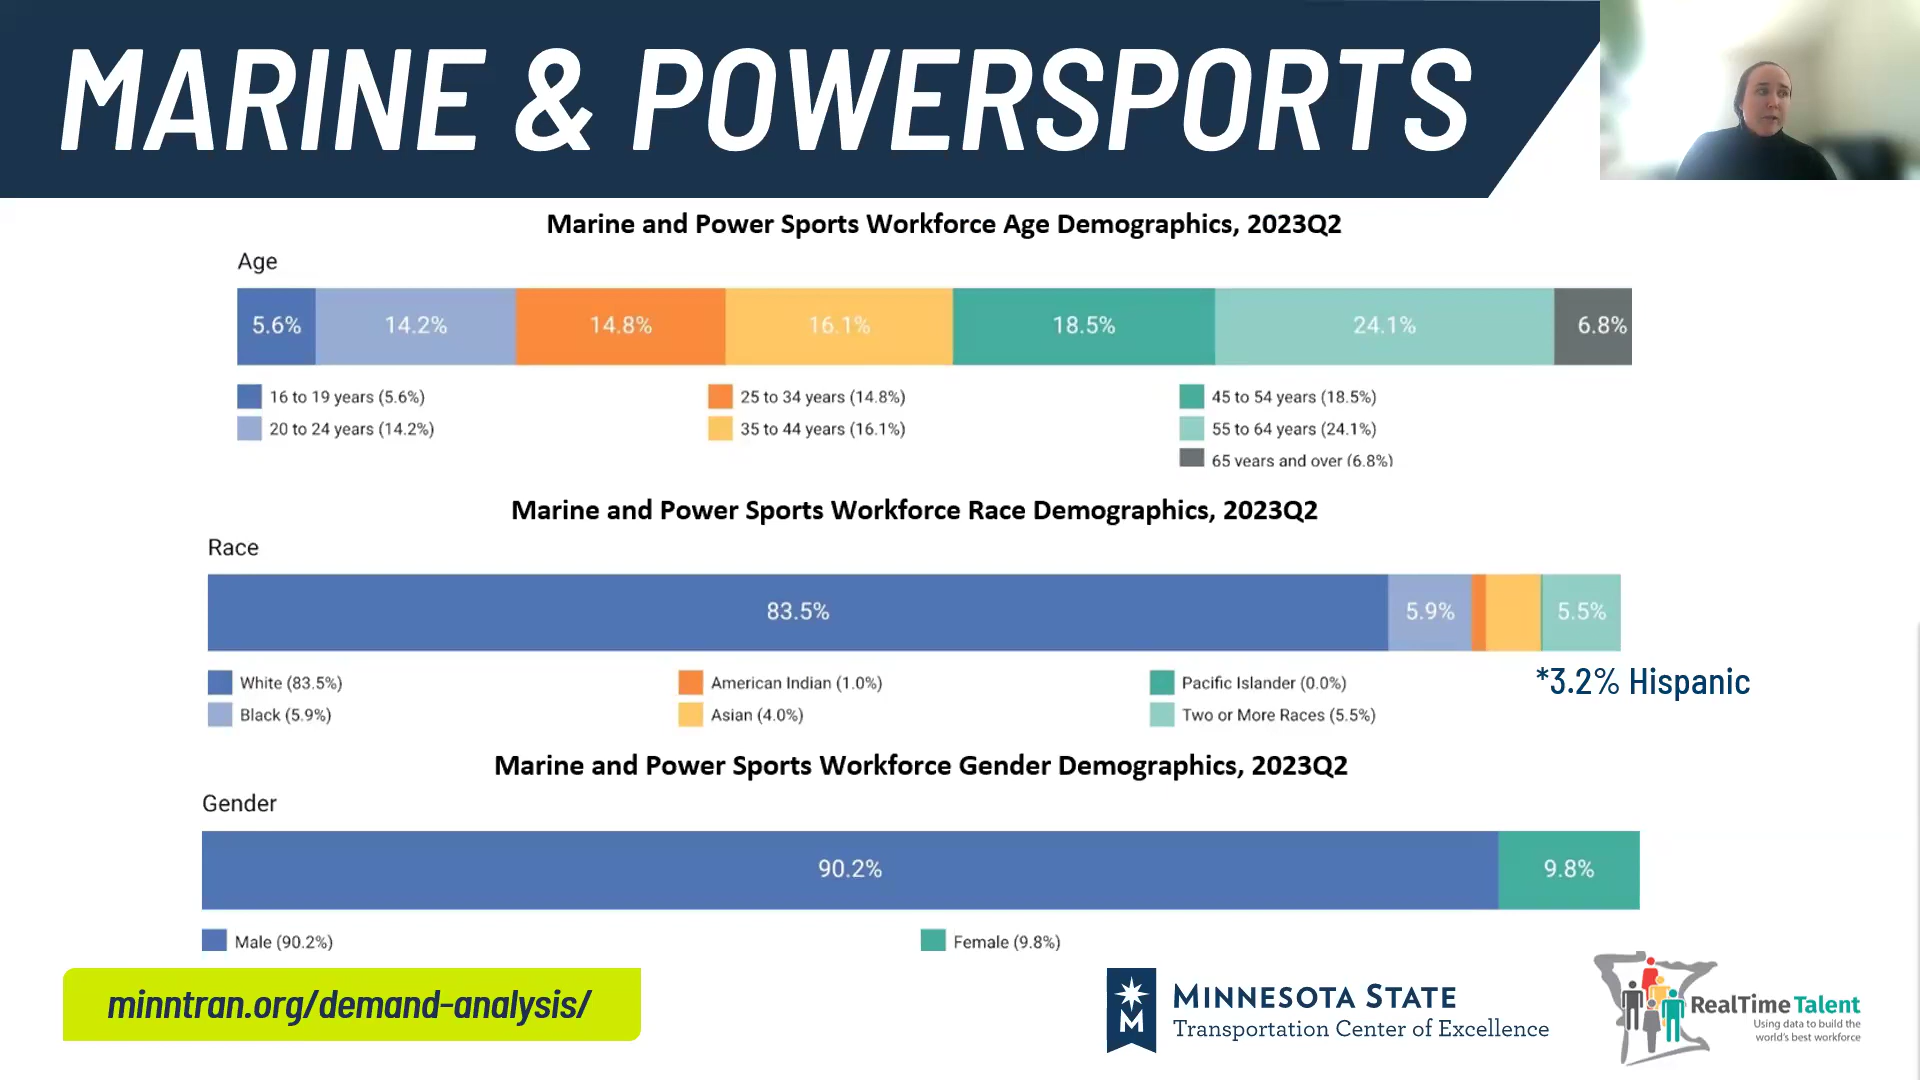 MARINE & POWERSPORTS
Marine and Power Sports Workforce Age Demographics, 2023Q2
Age
5.6% 14.2% 14.8% 16.1% 18.5% 24.1% 6.8%
16 to 19 years (5.6%) 25 to 34 years (14.8%) 45 to 54 years (18.5%)
20 to 24 years (14.2%) 35 to 44 years (16.1%) 55 to 64 years (24.1%)
65 years and over (6.8%)
Marine and Power Sports Workforce Race Demographics, 2023Q2
Race
83.5% 5.9% 5.5%
White (83.5%) American Indian (1.0%) Pacific Islander (0.0%)
*3.2% Hispanic
Black (5.9%) Asian (4.0%) Two or More Races (5.5%)
Marine and Power Sports Workforce Gender Demographics, 2023Q2
Gender
90.2% 9.8%
Male (90.2%) Female (9.8%)
minntran.org/demand-analysis/
M
MINNESOTA STATE
Transportation Center of Excellence
RealTime Talent
Using data to build the
world's best workforce